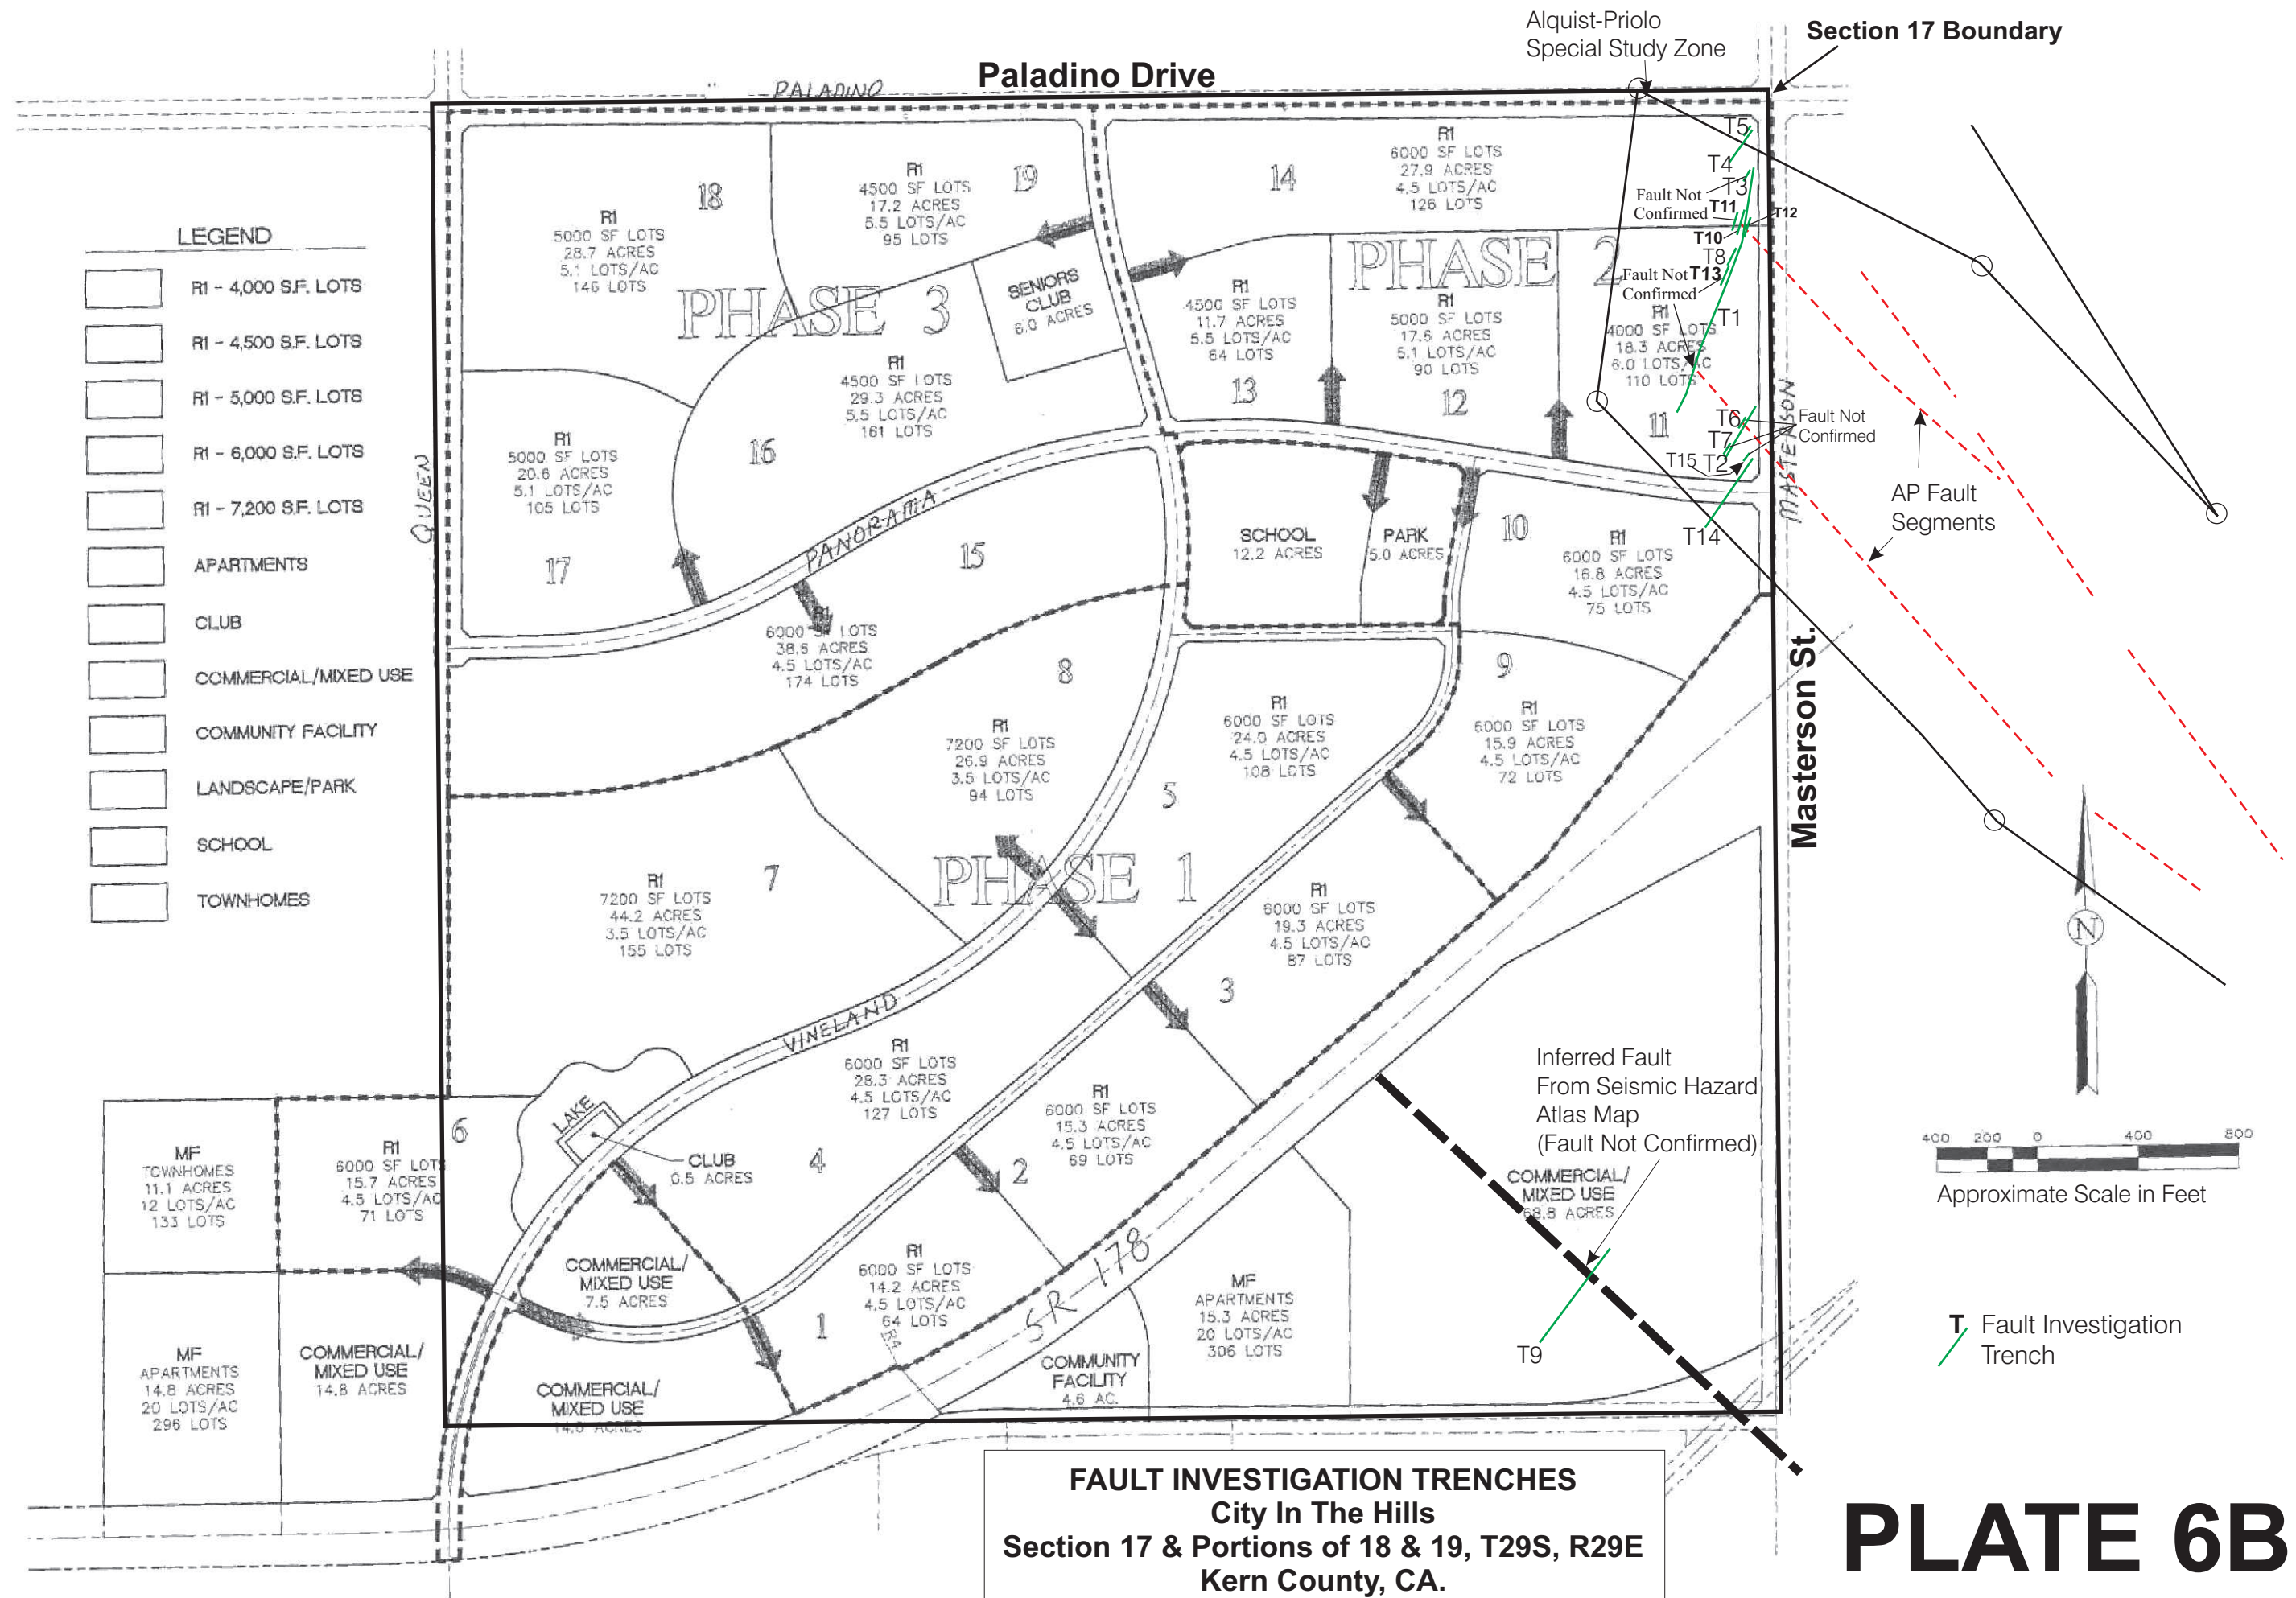 Alquist-Priolo
Special Study Zone
Section 17 Boundary
Paladino Drive
PALADINO
LEGEND
R1 - 4,000 S.F. LOTS
R1 - 4,500 S.F. LOTS
R1 - 5,000 S.F. LOTS
R1 - 6,000 S.F. LOTS
R1 - 7,200 S.F. LOTS
APARTMENTS
CLUB
COMMERCIAL/MIXED USE
COMMUNITY FACILITY
LANDSCAPE/PARK
SCHOOL
TOWNHOMES
18
R1
5000 SF LOTS
28.7 ACRES
5.1 LOTS/AC
146 LOTS
19
R1
4500 SF LOTS
17.2 ACRES
5.5 LOTS/AC
95 LOTS
14
R1
6000 SF LOTS
27.9 ACRES
4.5 LOTS/AC
126 LOTS
T5
T4
T3
Fault Not
Confirmed
T11
T12
T10
T8
Fault Not
Confirmed
T13
T1
PHASE 3
SENIORS
CLUB
6.0 ACRES
PHASE 2
R1
4500 SF LOTS
11.7 ACRES
5.5 LOTS/AC
64 LOTS
13
R1
5000 SF LOTS
17.6 ACRES
5.1 LOTS/AC
90 LOTS
12
R1
4000 SF LOTS
18.3 ACRES
6.0 LOTS/AC
110 LOTS
11
T6
T7
T15
T2
Fault Not
Confirmed
T14
MASTERSON
AP Fault
Segments
R1
4500 SF LOTS
29.3 ACRES
5.5 LOTS/AC
161 LOTS
16
R1
5000 SF LOTS
20.6 ACRES
5.1 LOTS/AC
105 LOTS
17
QUEEN
PANORAMA
15
R1
6000 SF LOTS
38.6 ACRES
4.5 LOTS/AC
174 LOTS
SCHOOL
12.2 ACRES
PARK
5.0 ACRES
10
R1
6000 SF LOTS
16.8 ACRES
4.5 LOTS/AC
75 LOTS
Masterson St.
8
R1
7200 SF LOTS
26.9 ACRES
3.5 LOTS/AC
94 LOTS
R1
6000 SF LOTS
24.0 ACRES
4.5 LOTS/AC
108 LOTS
5
9
R1
6000 SF LOTS
15.9 ACRES
4.5 LOTS/AC
72 LOTS
7
R1
7200 SF LOTS
44.2 ACRES
3.5 LOTS/AC
155 LOTS
PHASE 1
R1
6000 SF LOTS
19.3 ACRES
4.5 LOTS/AC
87 LOTS
3
VINELAND
R1
6000 SF LOTS
28.3 ACRES
4.5 LOTS/AC
127 LOTS
4
R1
6000 SF LOTS
15.3 ACRES
4.5 LOTS/AC
69 LOTS
2
LAKE
CLUB
0.5 ACRES
6
MF
TOWNHOMES
11.1 ACRES
12 LOTS/AC
133 LOTS
R1
6000 SF LOTS
15.7 ACRES
4.5 LOTS/AC
71 LOTS
Inferred Fault
From Seismic Hazard
Atlas Map
(Fault Not Confirmed)
COMMERCIAL/
MIXED USE
68.8 ACRES
T9
N
400 200 0 400 800
Approximate Scale in Feet
COMMERCIAL/
MIXED USE
7.5 ACRES
R1
6000 SF LOTS
14.2 ACRES
4.5 LOTS/AC
64 LOTS
1
SR 178
MF
APARTMENTS
15.3 ACRES
20 LOTS/AC
306 LOTS
COMMUNITY
FACILITY
4.6 AC.
MF
APARTMENTS
14.8 ACRES
20 LOTS/AC
296 LOTS
COMMERCIAL/
MIXED USE
14.8 ACRES
COMMERCIAL/
MIXED USE
14.6 ACRES
T Fault Investigation
Trench
FAULT INVESTIGATION TRENCHES
City In The Hills
Section 17 & Portions of 18 & 19, T29S, R29E
Kern County, CA.
PLATE 6B